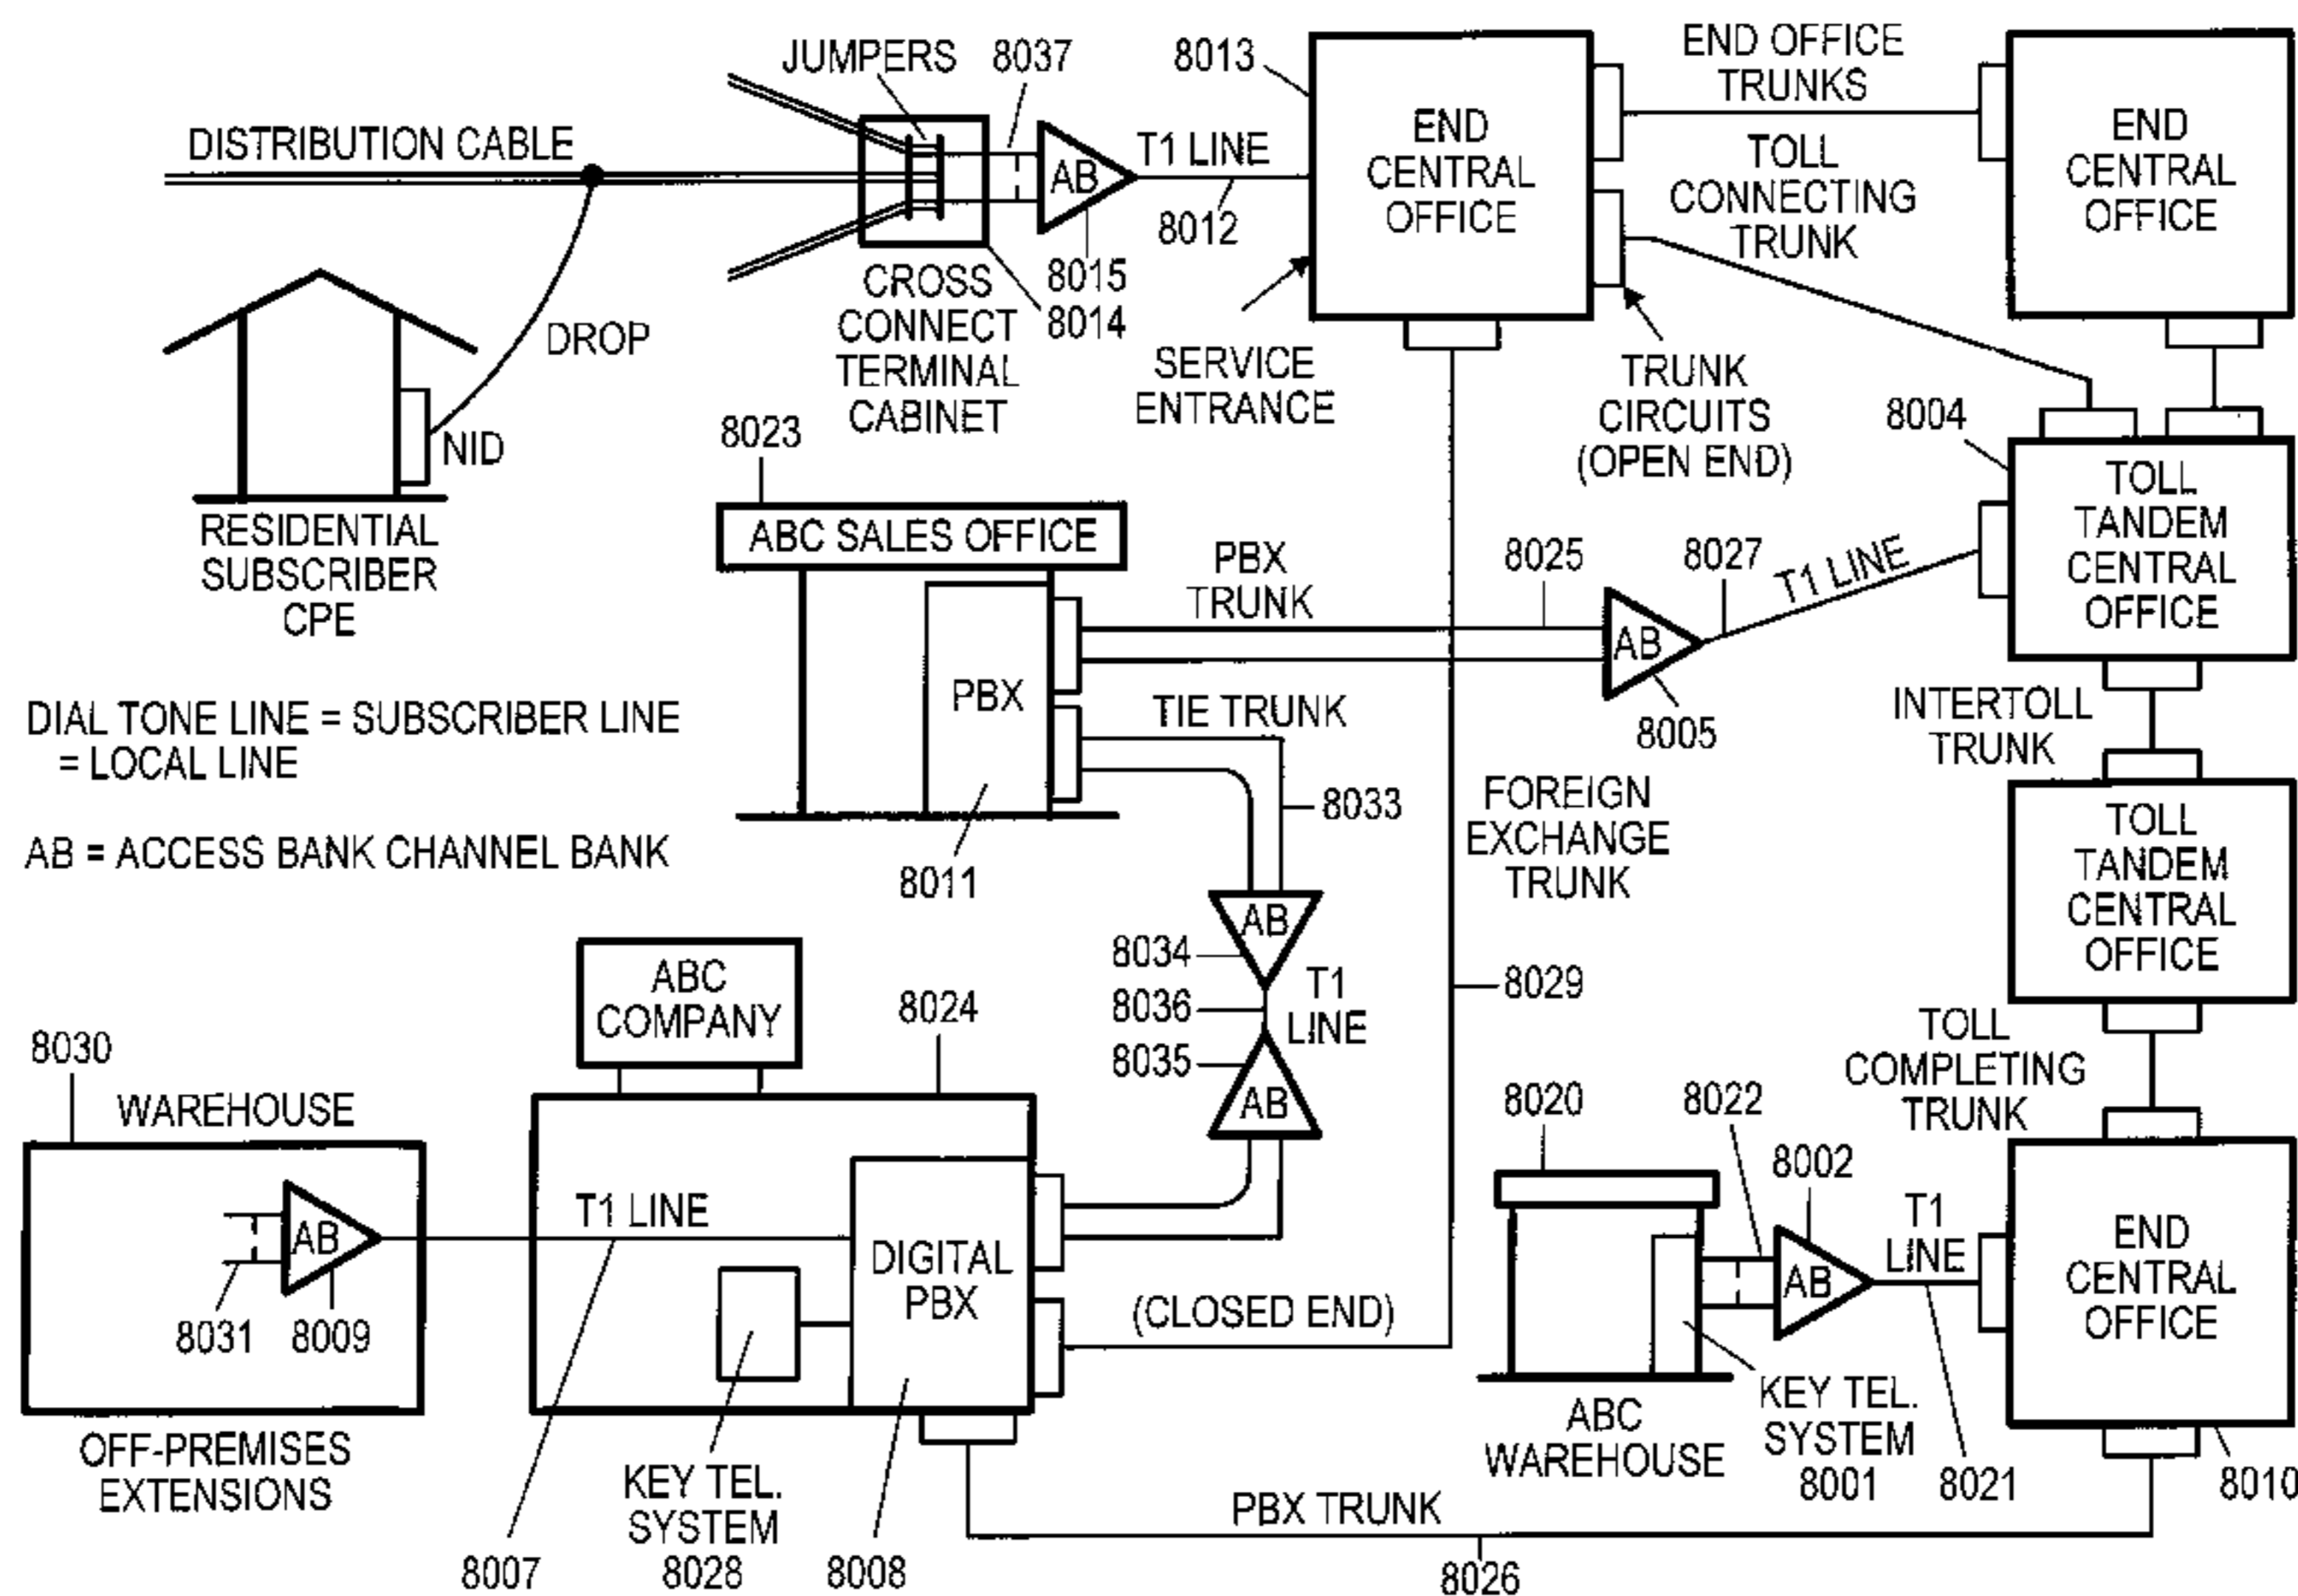 JUMPERS
8037
8013
END OFFICE
TRUNKS
DISTRIBUTION CABLE
AB
T1 LINE
8012
END
CENTRAL
OFFICE
TOLL
CONNECTING
TRUNK
END
CENTRAL
OFFICE
8015
8014
CROSS
CONNECT
TERMINAL
CABINET
DROP
NID
SERVICE
ENTRANCE
TRUNK
CIRCUITS
(OPEN END)
8004
RESIDENTIAL
SUBSCRIBER
CPE
8023
ABC SALES OFFICE
PBX
TRUNK
8025
8027
T1 LINE
AB
8005
TOLL
TANDEM
CENTRAL
OFFICE
PBX
TIE TRUNK
8033
8011
INTERTOLL
TRUNK
DIAL TONE LINE = SUBSCRIBER LINE
= LOCAL LINE
AB = ACCESS BANK CHANNEL BANK
FOREIGN
EXCHANGE
TRUNK
TOLL
TANDEM
CENTRAL
OFFICE
AB
8034
8036
T1
LINE
8035
AB
8029
ABC
COMPANY
8024
8030
WAREHOUSE
AB
8031
8009
OFF-PREMISES
EXTENSIONS
T1 LINE
DIGITAL
PBX
(CLOSED END)
KEY TEL.
SYSTEM
8028
8007
8008
TOLL
COMPLETING
TRUNK
8020
8022
8002
AB
T1
LINE
END
CENTRAL
OFFICE
ABC
WAREHOUSE
KEY TEL.
SYSTEM
8001
8021
8010
PBX TRUNK
8026